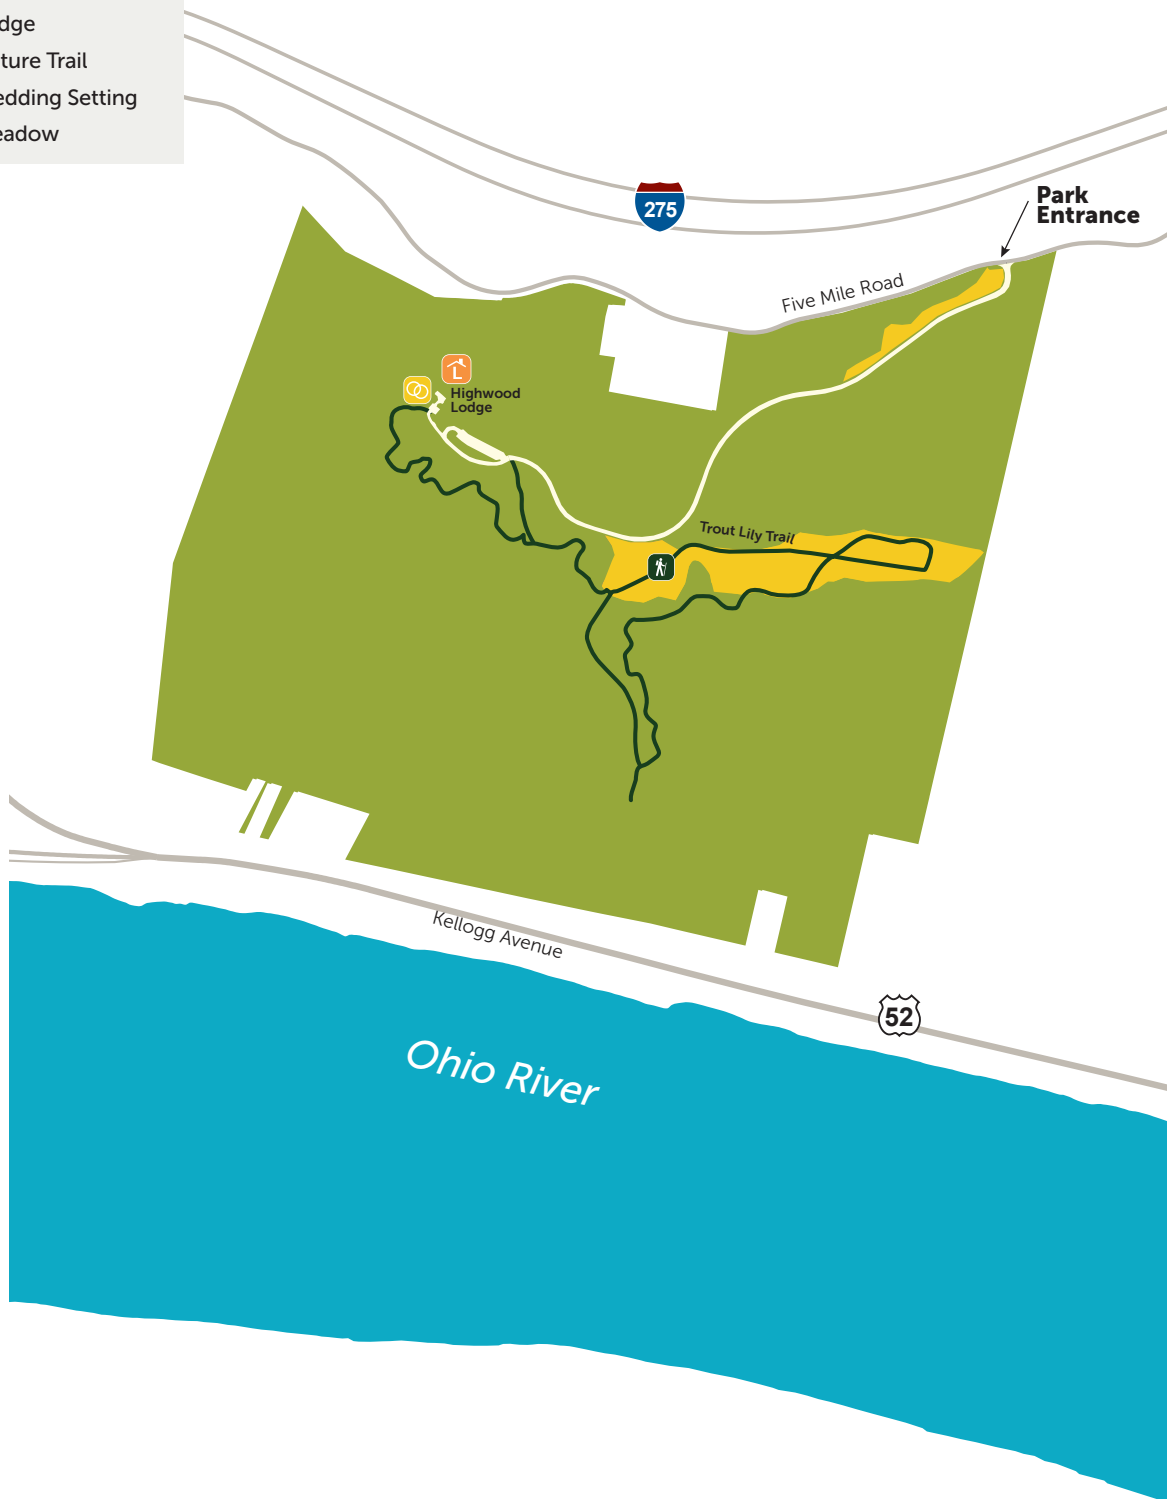 dge
ture Trail
edding Setting
eadow
275
Park
Entrance
Five Mile Road
L
Highwood
Lodge
Trout Lily Trail
Kellogg Avenue
52
Ohio River